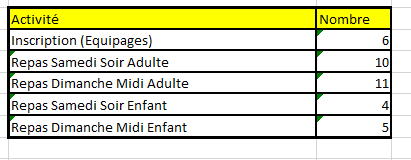 Activité Nombre
Inscription (Equipages) 6
Repas Samedi Soir Adulte 10
Repas Dimanche Midi Adulte 11
Repas Samedi Soir Enfant 4
Repas Dimanche Midi Enfant 5